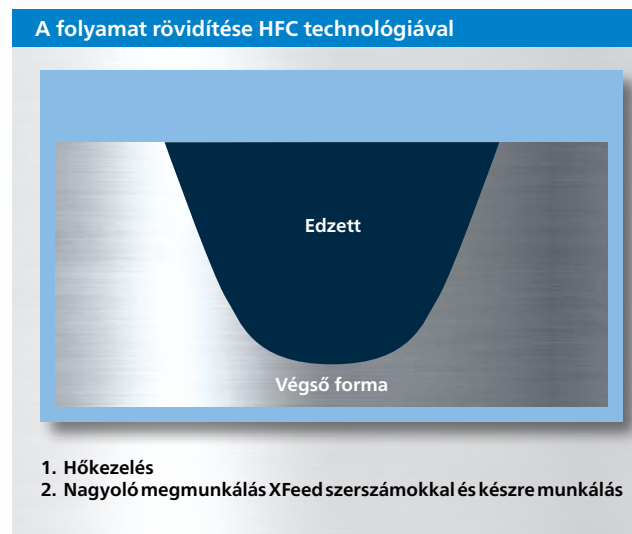 A folyamat rövidítése HFC technológiával
Edzett
Végső forma
1. Hőkezelés
2. Nagyoló megmunkálás XFeed szerszámokkal és készre munkálás